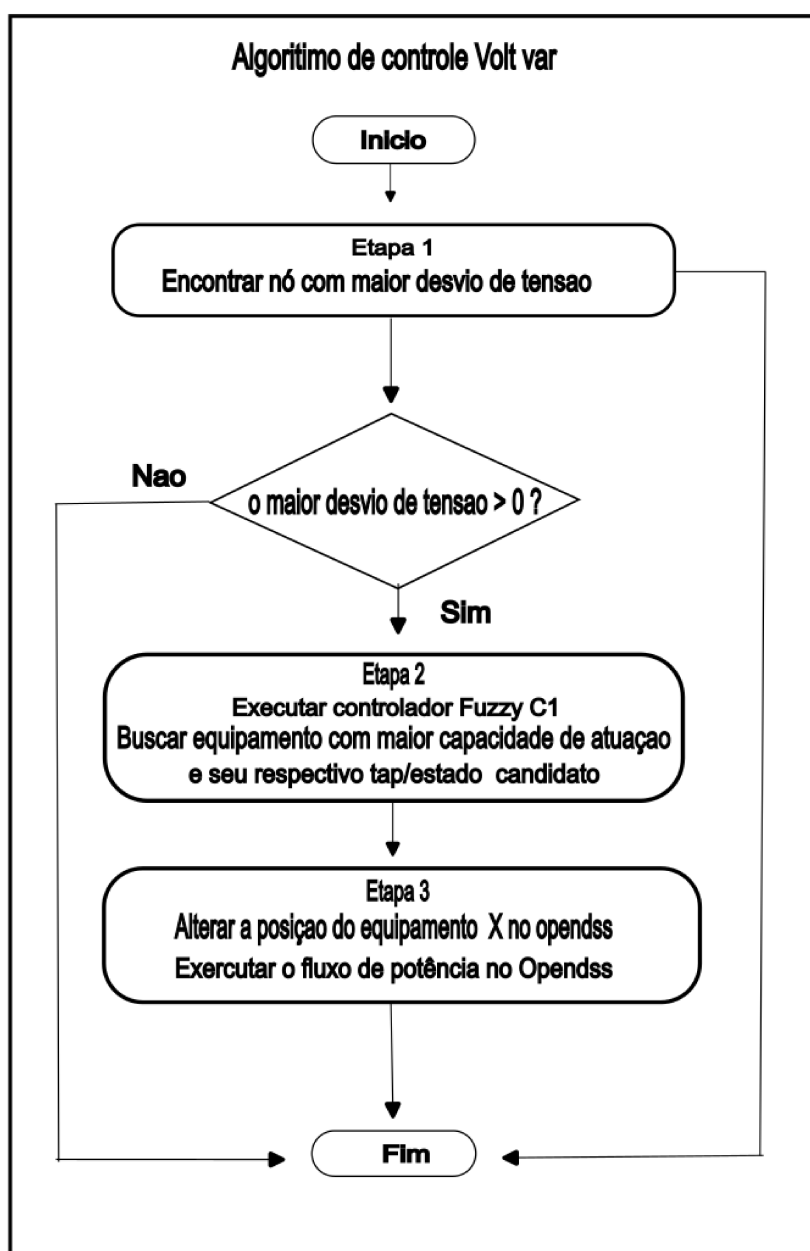 Algoritimo de controle Volt var
Inicio
Etapa 1
Encontrar nó com maior desvio de tensao
Nao
o maior desvio de tensao > 0 ?
Sim
Etapa 2
Executar controlador Fuzzy C1
Buscar equipamento com maior capacidade de atuaçao
e seu respectivo tap/estado candidato
Etapa 3
Alterar a posiçao do equipamento X no opendss
Exercutar o fluxo de potência no Opendss
Fim